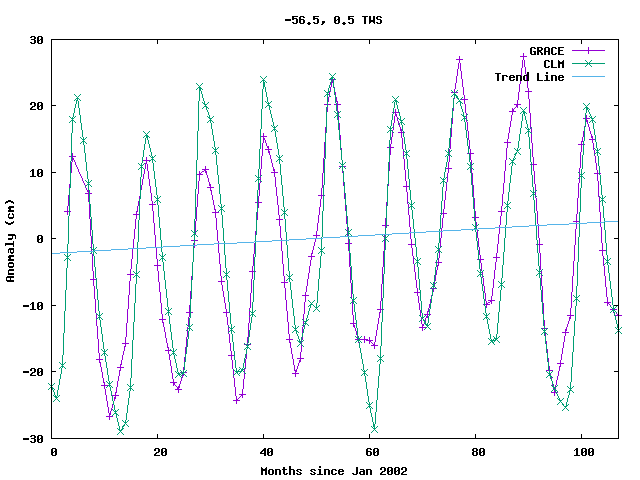 -56.5, 0.5 TWS
GRACE
CLM
Trend Line
30
20
10
0
-10
-20
-30
Anomaly (cm)
0 20 40 60 80 100
Months since Jan 2002